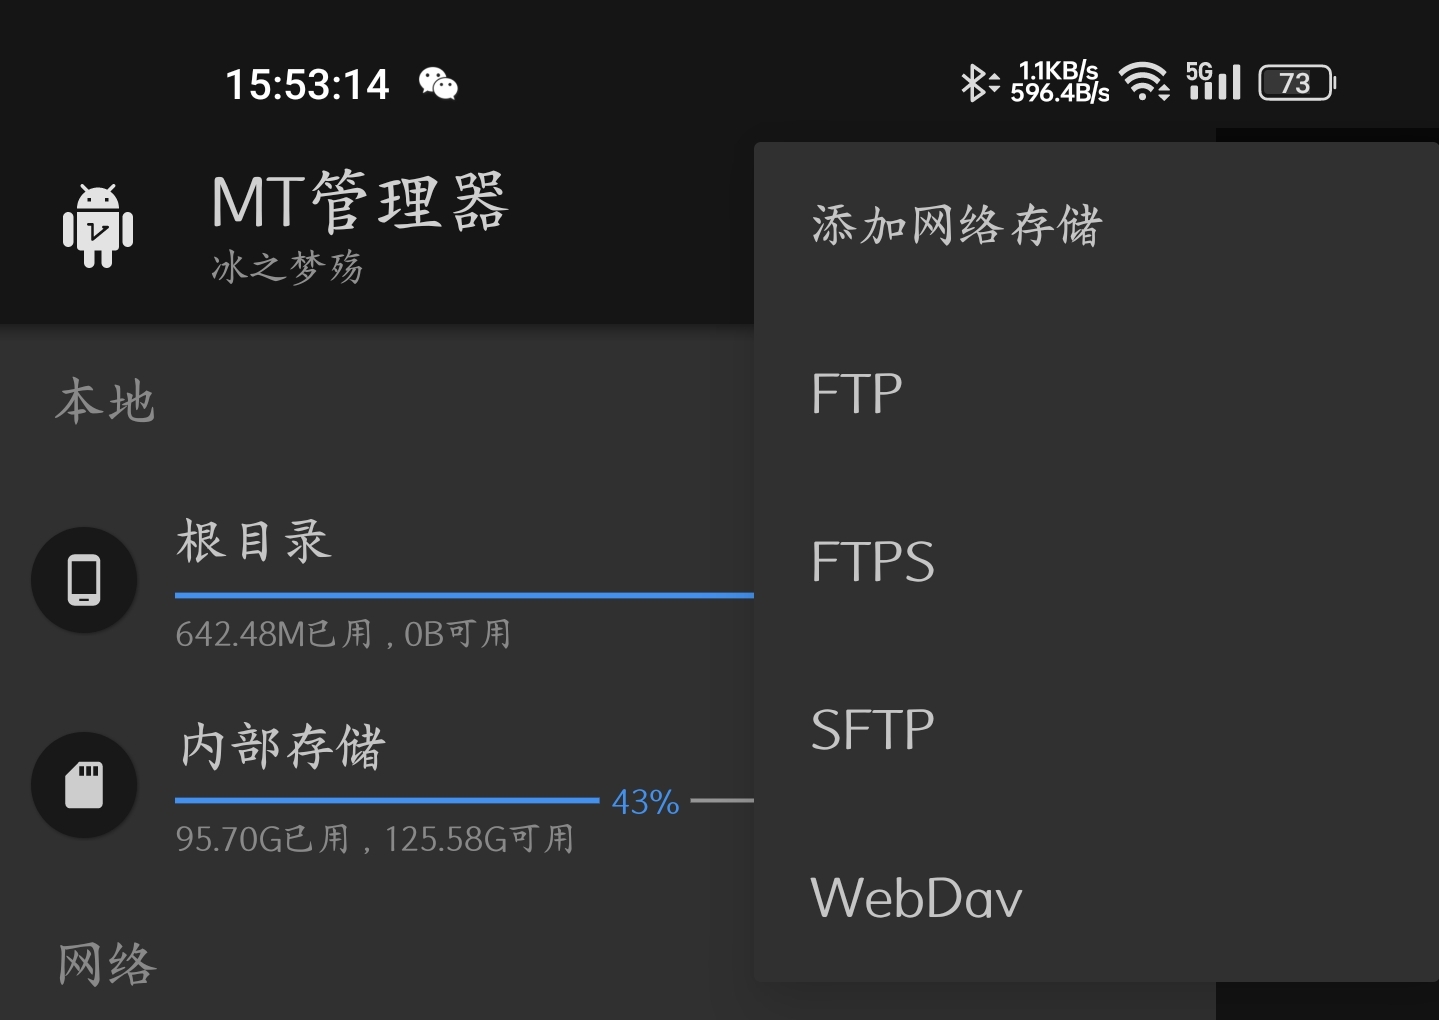 15:53:14
1.1KB/s
596.4B/s
5G
73
MT管理器
冰之梦殇
添加网络存储
FTP
FTPS
SFTP
WebDav
本地
根目录
642.48M已用，0B可用
内部存储
43%
95.70G已用，125.58G可用
网络